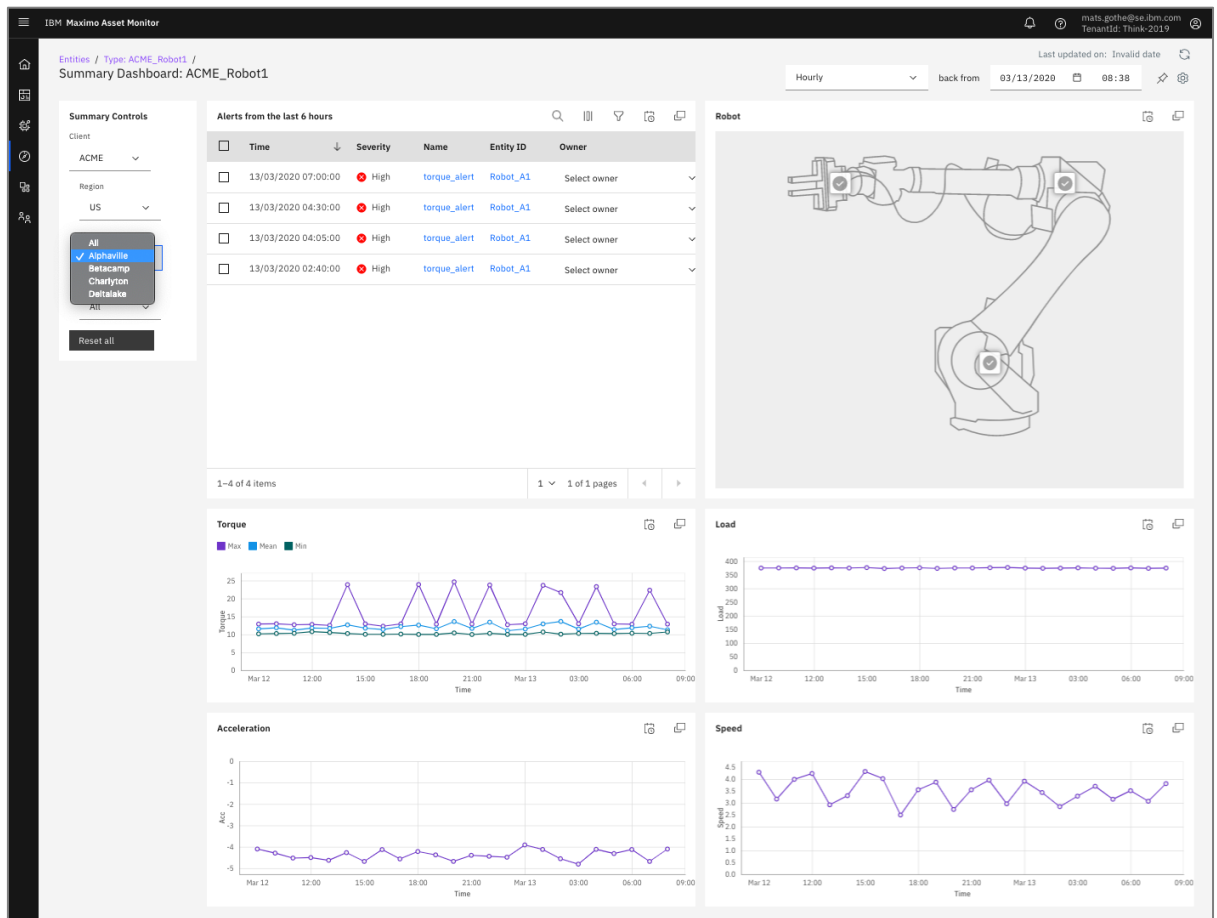 IBM Maximo Asset Monitor
mats.gothe@se.ibm.com
TenantId: Think-2019
Entities / Type: ACME_Robot1 /
Summary Dashboard: ACME_Robot1
Last updated on: Invalid date
Hourly
back from
03/13/2020
08:38
Summary Controls
Client
ACME
Region
US
All
Alphaville
Betacamp
Charlyton
Deltalake
All
Reset all
Alerts from the last 6 hours
Time Severity Name Entity ID Owner
13/03/2020 07:00:00 High torque_alert Robot_A1 Select owner
13/03/2020 04:30:00 High torque_alert Robot_A1 Select owner
13/03/2020 04:05:00 High torque_alert Robot_A1 Select owner
13/03/2020 02:40:00 High torque_alert Robot_A1 Select owner
1–4 of 4 items
1
1 of 1 pages
Robot
Torque
Max Mean Min
25
20
15
10
5
0
Torque
Mar 12 12:00 15:00 18:00 21:00 Mar 13 03:00 06:00 09:00
Time
Load
400
350
300
250
200
150
100
50
0
Load
Mar 12 12:00 15:00 18:00 21:00 Mar 13 03:00 06:00 09:00
Time
Acceleration
0
-1
-2
-3
-4
-5
Acc
Mar 12 12:00 15:00 18:00 21:00 Mar 13 03:00 06:00 09:00
Time
Speed
4.5
4.0
3.5
3.0
2.5
2.0
1.5
1.0
0.5
0.0
Speed
Mar 12 12:00 15:00 18:00 21:00 Mar 13 03:00 06:00 09:00
Time